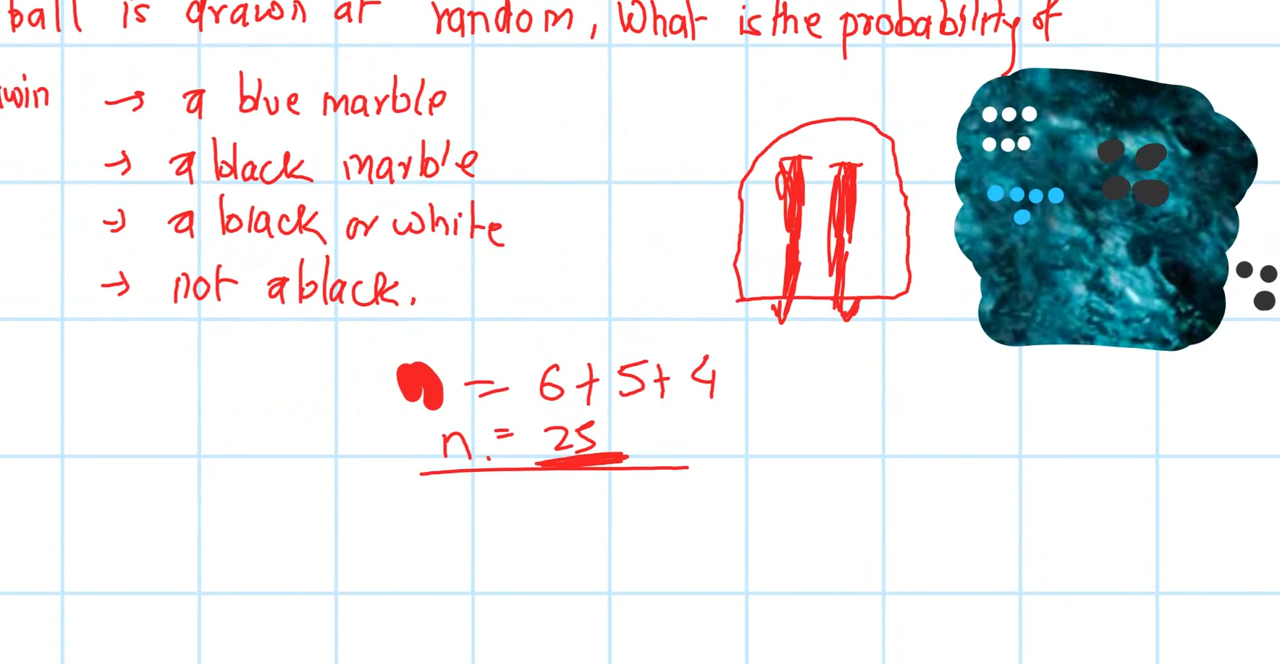 ball is drawn at random, What is the probability of
win → a blue marble
→ a black marble
→ a black or white
→ not a black.
= 6+5+4
n. = 25